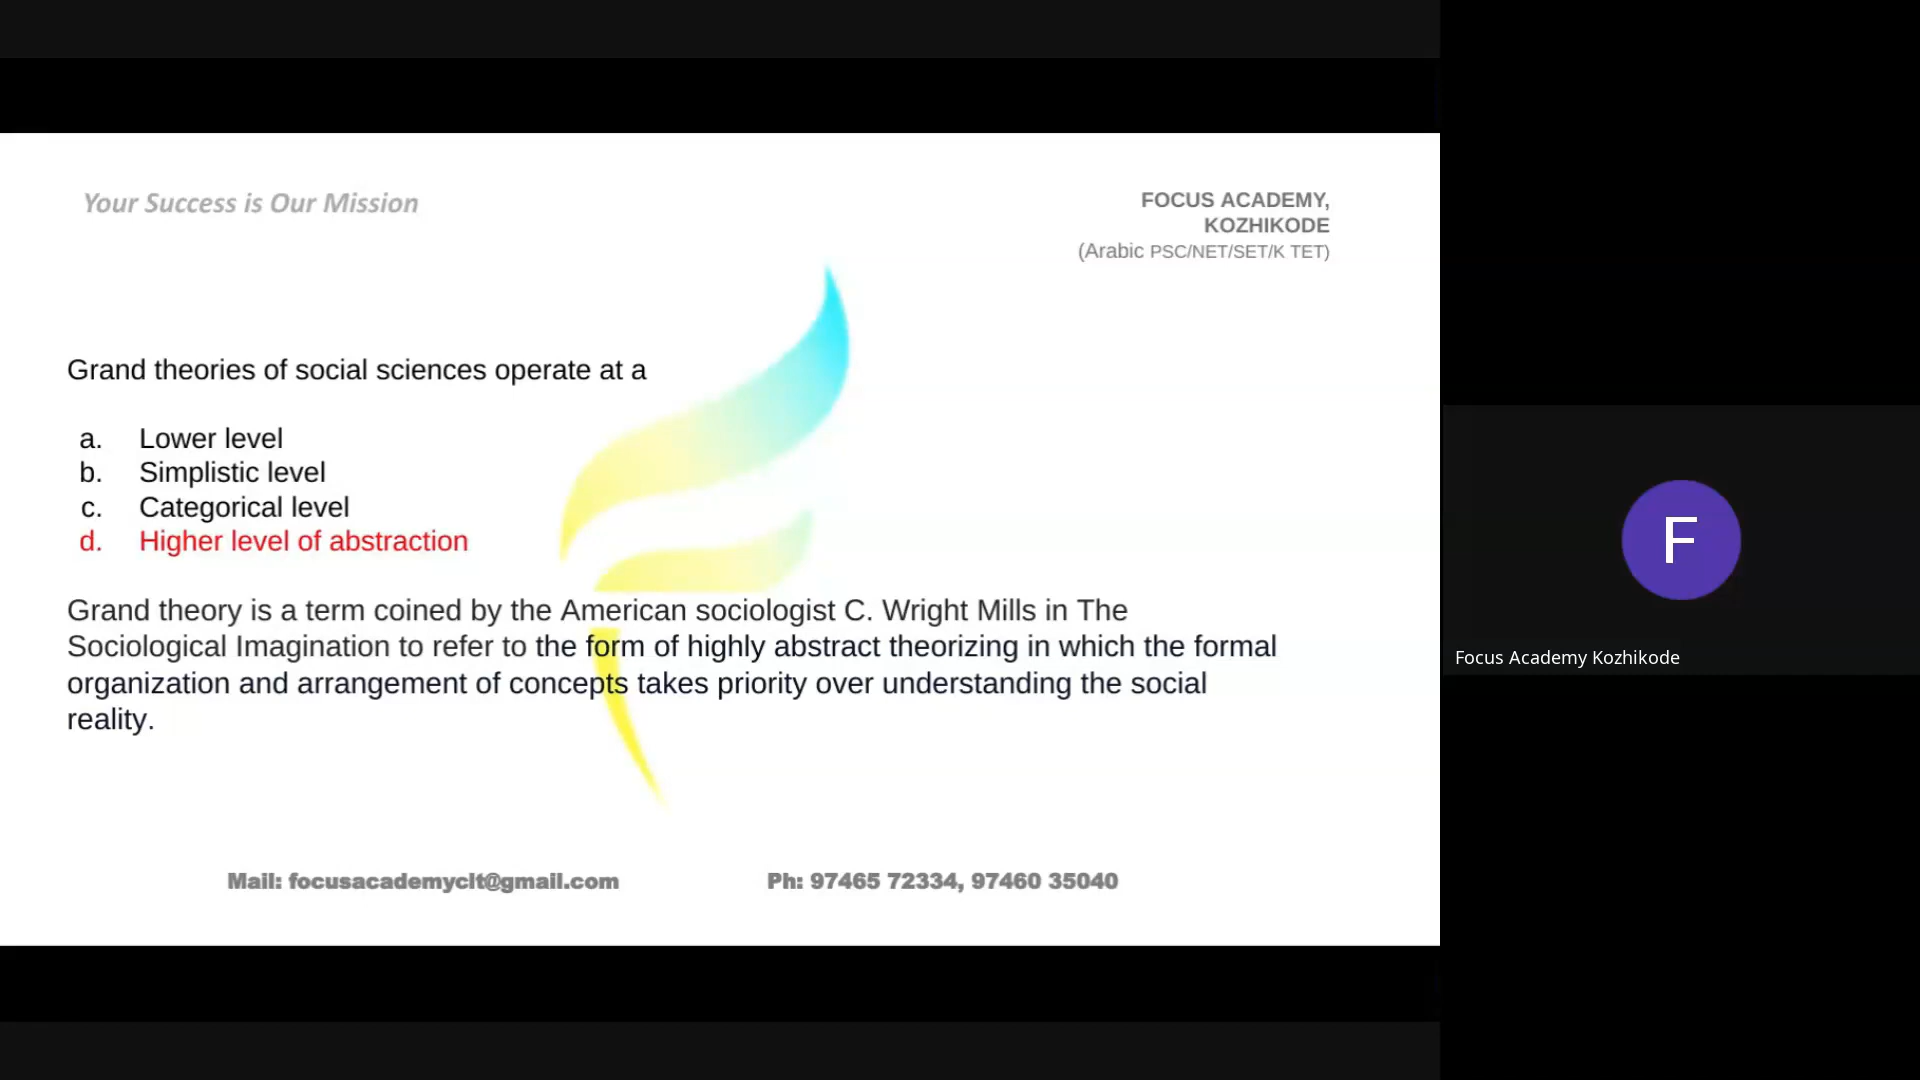 Your Success is Our Mission
FOCUS ACADEMY,
KOZHIKODE
(Arabic PSC/NET/SET/K TET)
Grand theories of social sciences operate at a
a. Lower level
b. Simplistic level
c. Categorical level
d. Higher level of abstraction
Grand theory is a term coined by the American sociologist C. Wright Mills in The
Sociological Imagination to refer to the form of highly abstract theorizing in which the formal
organization and arrangement of concepts takes priority over understanding the social
reality.
Mail: focusacademyclt@gmail.com Ph: 97465 72334, 97460 35040
F
Focus Academy Kozhikode